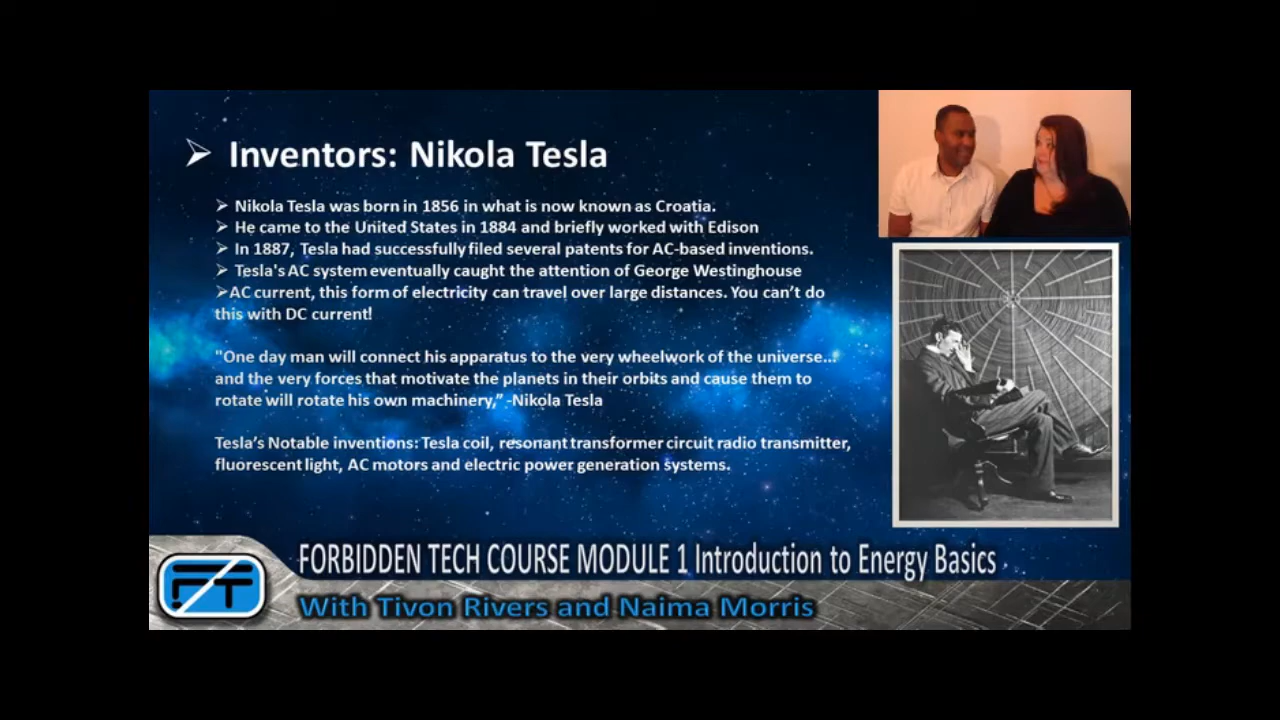 ➢ Inventors: Nikola Tesla
➢ Nikola Tesla was born in 1856 in what is now known as Croatia.
➢ He came to the United States in 1884 and briefly worked with Edison
➢ In 1887, Tesla had successfully filed several patents for AC-based inventions.
➢ Tesla's AC system eventually caught the attention of George Westinghouse
➢AC current, this form of electricity can travel over large distances. You can’t do
this with DC current!
"One day man will connect his apparatus to the very wheelwork of the universe...
and the very forces that motivate the planets in their orbits and cause them to
rotate will rotate his own machinery,” -Nikola Tesla
Tesla’s Notable inventions: Tesla coil, resonant transformer circuit radio transmitter,
fluorescent light, AC motors and electric power generation systems.
FORBIDDEN TECH COURSE MODULE 1 Introduction to Energy Basics
FT
With Tivon Rivers and Naima Morris